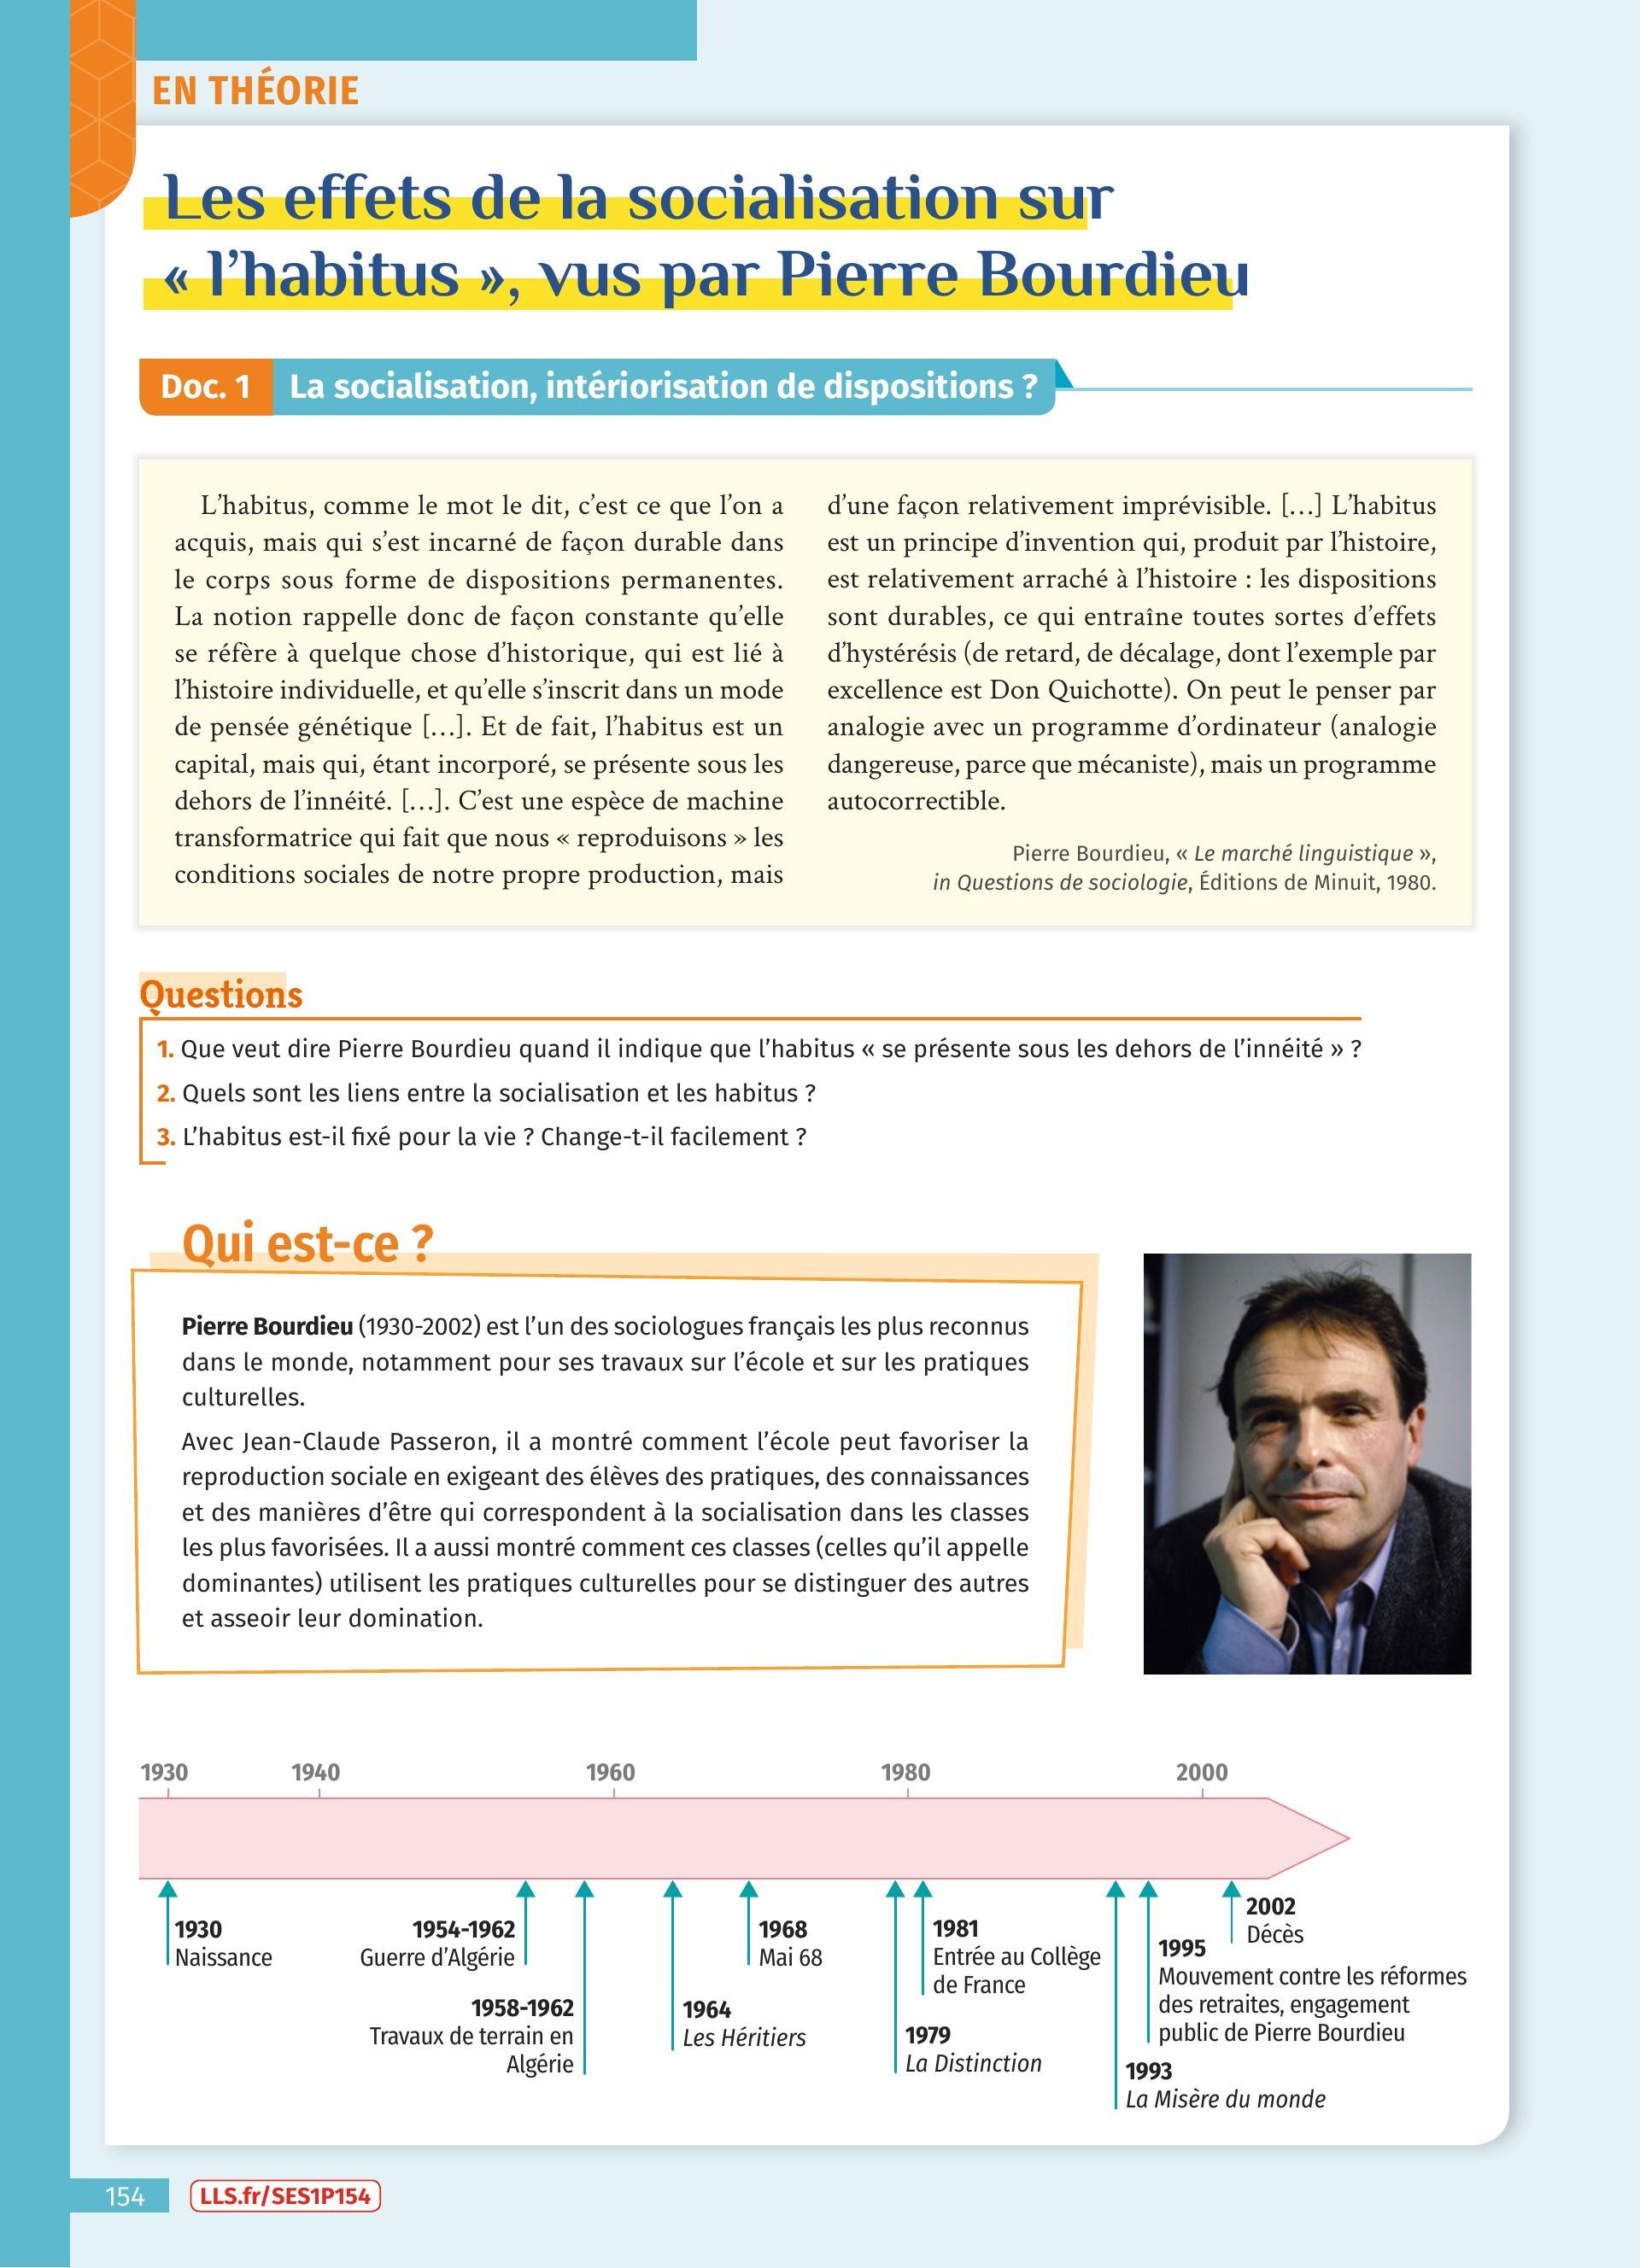 EN THÉORIE
Les effets de la socialisation sur
« l’habitus », vus par Pierre Bourdieu
Doc. 1 La socialisation, intériorisation de dispositions ?
L’habitus, comme le mot le dit, c’est ce que l’on a
acquis, mais qui s’est incarné de façon durable dans
le corps sous forme de dispositions permanentes.
La notion rappelle donc de façon constante qu’elle
se réfère à quelque chose d’historique, qui est lié à
l’histoire individuelle, et qu’elle s’inscrit dans un mode
de pensée génétique […]. Et de fait, l’habitus est un
capital, mais qui, étant incorporé, se présente sous les
dehors de l’innéité. […]. C’est une espèce de machine
transformatrice qui fait que nous « reproduisons » les
conditions sociales de notre propre production, mais
d’une façon relativement imprévisible. […] L’habitus
est un principe d’invention qui, produit par l’histoire,
est relativement arraché à l’histoire : les dispositions
sont durables, ce qui entraîne toutes sortes d’effets
d’hystérésis (de retard, de décalage, dont l’exemple par
excellence est Don Quichotte). On peut le penser par
analogie avec un programme d’ordinateur (analogie
dangereuse, parce que mécaniste), mais un programme
autocorrectible.
Pierre Bourdieu, « Le marché linguistique »,
in Questions de sociologie, Éditions de Minuit, 1980.
Questions
1. Que veut dire Pierre Bourdieu quand il indique que l’habitus « se présente sous les dehors de l’innéité » ?
2. Quels sont les liens entre la socialisation et les habitus ?
3. L’habitus est-il fixé pour la vie ? Change-t-il facilement ?
Qui est-ce ?
Pierre Bourdieu (1930-2002) est l’un des sociologues français les plus reconnus
dans le monde, notamment pour ses travaux sur l’école et sur les pratiques
culturelles.
Avec Jean-Claude Passeron, il a montré comment l’école peut favoriser la
reproduction sociale en exigeant des élèves des pratiques, des connaissances
et des manières d’être qui correspondent à la socialisation dans les classes
les plus favorisées. Il a aussi montré comment ces classes (celles qu’il appelle
dominantes) utilisent les pratiques culturelles pour se distinguer des autres
et asseoir leur domination.
1930 1940 1960 1980 2000
1930
Naissance
1954-1962
Guerre d’Algérie
1958-1962
Travaux de terrain en
Algérie
1964
Les Héritiers
1968
Mai 68
1979
La Distinction
1981
Entrée au Collège
de France
1993
La Misère du monde
1995
Mouvement contre les réformes
des retraites, engagement
public de Pierre Bourdieu
2002
Décès
154 LLS.fr/SES1P154